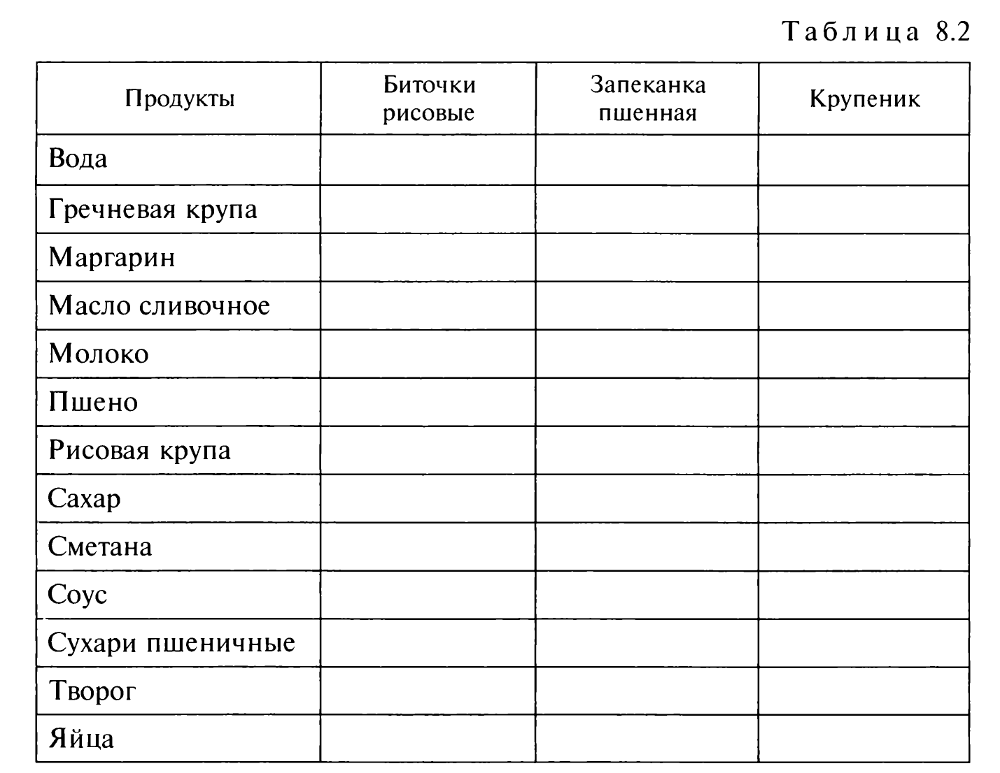 Таблица 8.2
Продукты
Биточки
рисовые
Запеканка
пшенная
Крупеник
Вода
Гречневая крупа
Маргарин
Масло сливочное
Молоко
Пшено
Рисовая крупа
Сахар
Сметана
Соус
Сухари пшеничные
Творог
Яйца